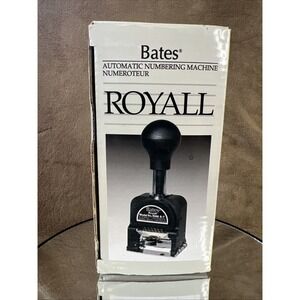 Bates®
AUTOMATIC NUMBERING MACHINE
NUMEROTEUR
ROYALL